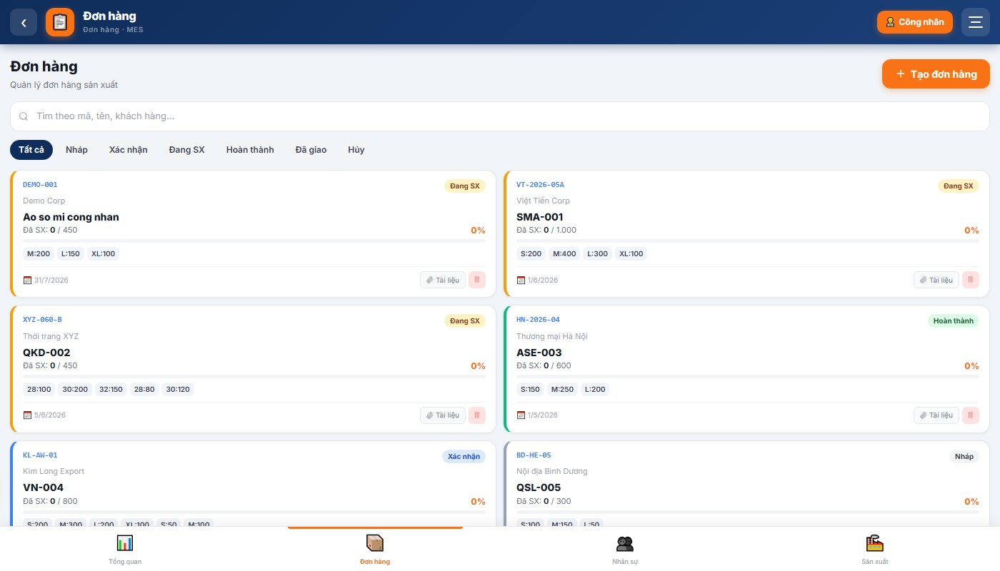 Đơn hàng
Đơn hàng · MES
Công nhân
Đơn hàng
Quản lý đơn hàng sản xuất
+ Tạo đơn hàng
Tìm theo mã, tên, khách hàng...
Tất cả
Nháp
Xác nhận
Đang SX
Hoàn thành
Đã giao
Hủy
DEMO-001
Đang SX
Demo Corp
Ao so mi cong nhan
Đã SX: 0 / 450
0%
M:200
L:150
XL:100
31/7/2026
Tài liệu
VT-2026-05A
Đang SX
Việt Tiến Corp
SMA-001
Đã SX: 0 / 1.000
0%
S:200
M:400
L:300
XL:100
1/6/2026
Tài liệu
XYZ-060-B
Đang SX
Thời trang XYZ
QKD-002
Đã SX: 0 / 450
0%
28:100
30:200
32:150
28:80
30:120
5/6/2026
Tài liệu
HN-2026-04
Hoàn thành
Thương mại Hà Nội
ASE-003
Đã SX: 0 / 600
0%
S:150
M:250
L:200
1/5/2026
Tài liệu
KL-AW-01
Xác nhận
Kim Long Export
VN-004
Đã SX: 0 / 800
0%
S:200
M:300
L:200
XL:100
S:50
M:100
BD-HE-05
Nháp
Nội địa Bình Dương
QSL-005
Đã SX: 0 / 300
0%
S:100
M:150
L:50
Tổng quan
Đơn hàng
Nhân sự
Sản xuất